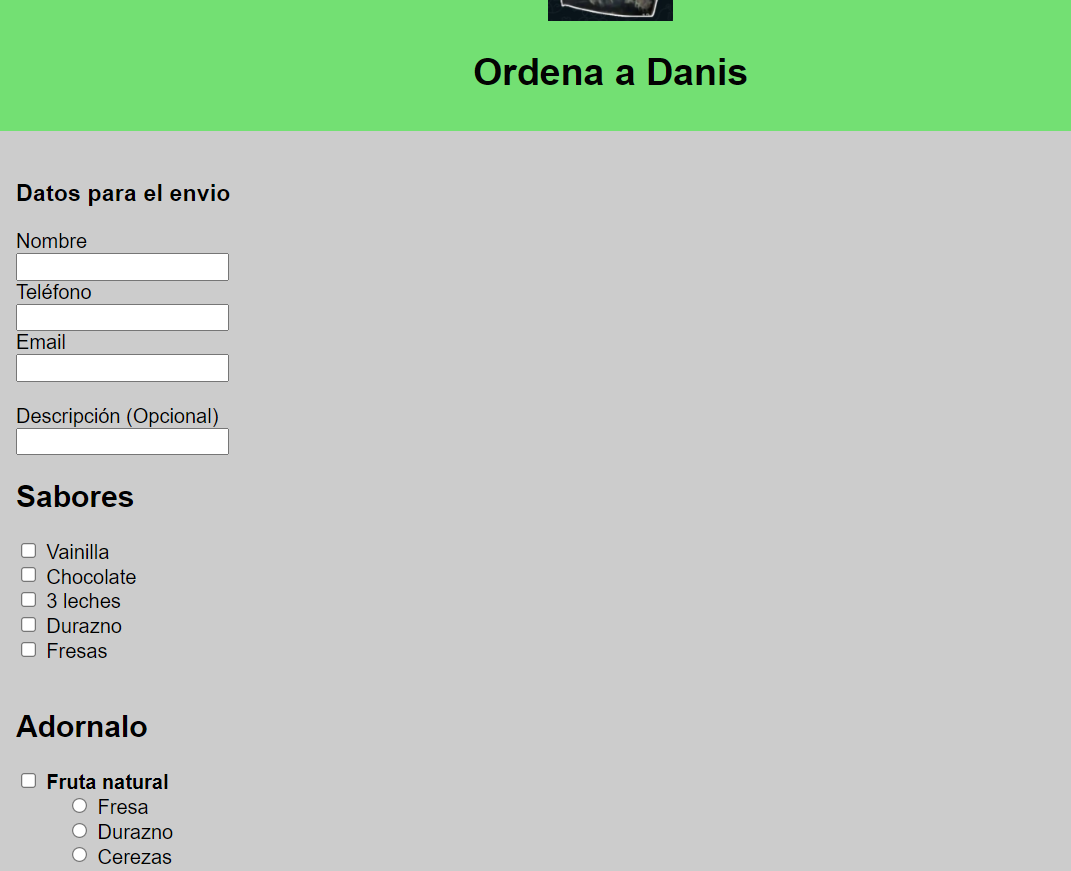 Ordena a Danis
Datos para el envio
Nombre
Teléfono
Email
Descripción (Opcional)
Sabores
Vainilla
Chocolate
3 leches
Durazno
Fresas
Adornalo
Fruta natural
Fresa
Durazno
Cerezas